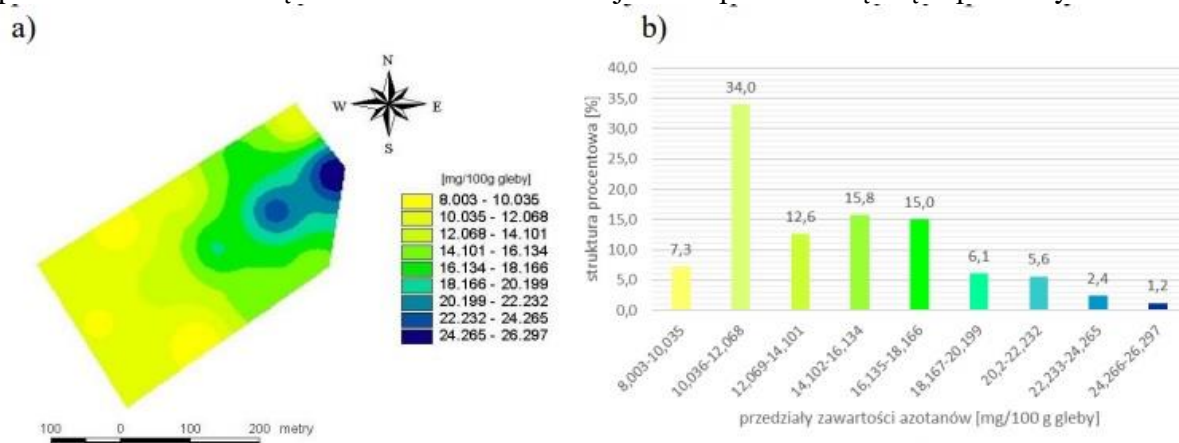 a)
N
W E
S
[mg/100g gleby]
8.003 - 10.035
10.035 - 12.068
12.068 - 14.101
14.101 - 16.134
16.134 - 18.166
18.166 - 20.199
20.199 - 22.232
22.232 - 24.265
24.265 - 26.297
100 0 100 200 metry
b)
struktura procentowa [%]
40,0
35,0
30,0
25,0
20,0
15,0
10,0
5,0
0,0
7,3
34,0
12,6
15,8
15,0
6,1
5,6
2,4
1,2
8,003-10,035
10,036-12,068
12,069-14,101
14,102-16,134
16,135-18,166
18,167-20,199
20,2-22,232
22,233-24,265
24,266-26,297
przedziały zawartości azotanów [mg/100 g gleby]